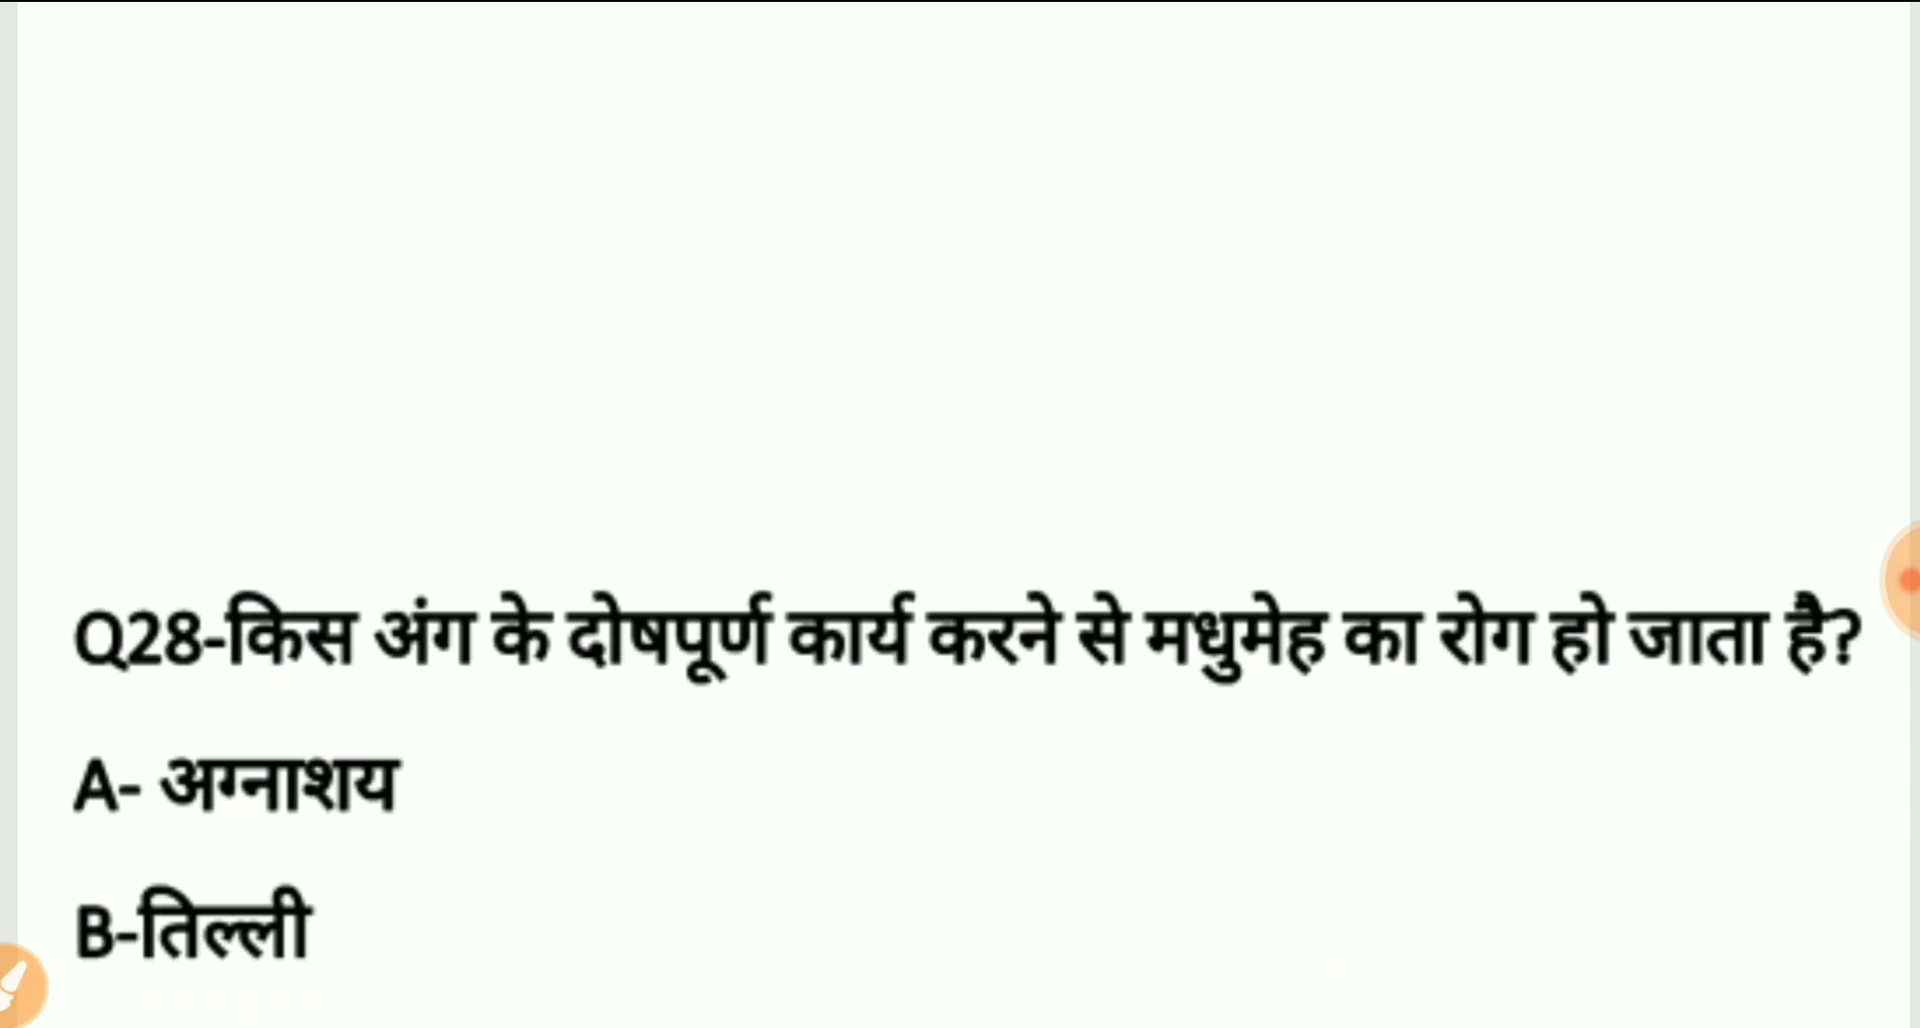 Q28-किस अंग के दोषपूर्ण कार्य करने से मधुमेह का रोग हो जाता है?
A- अग्नाशय
B-तिल्ली